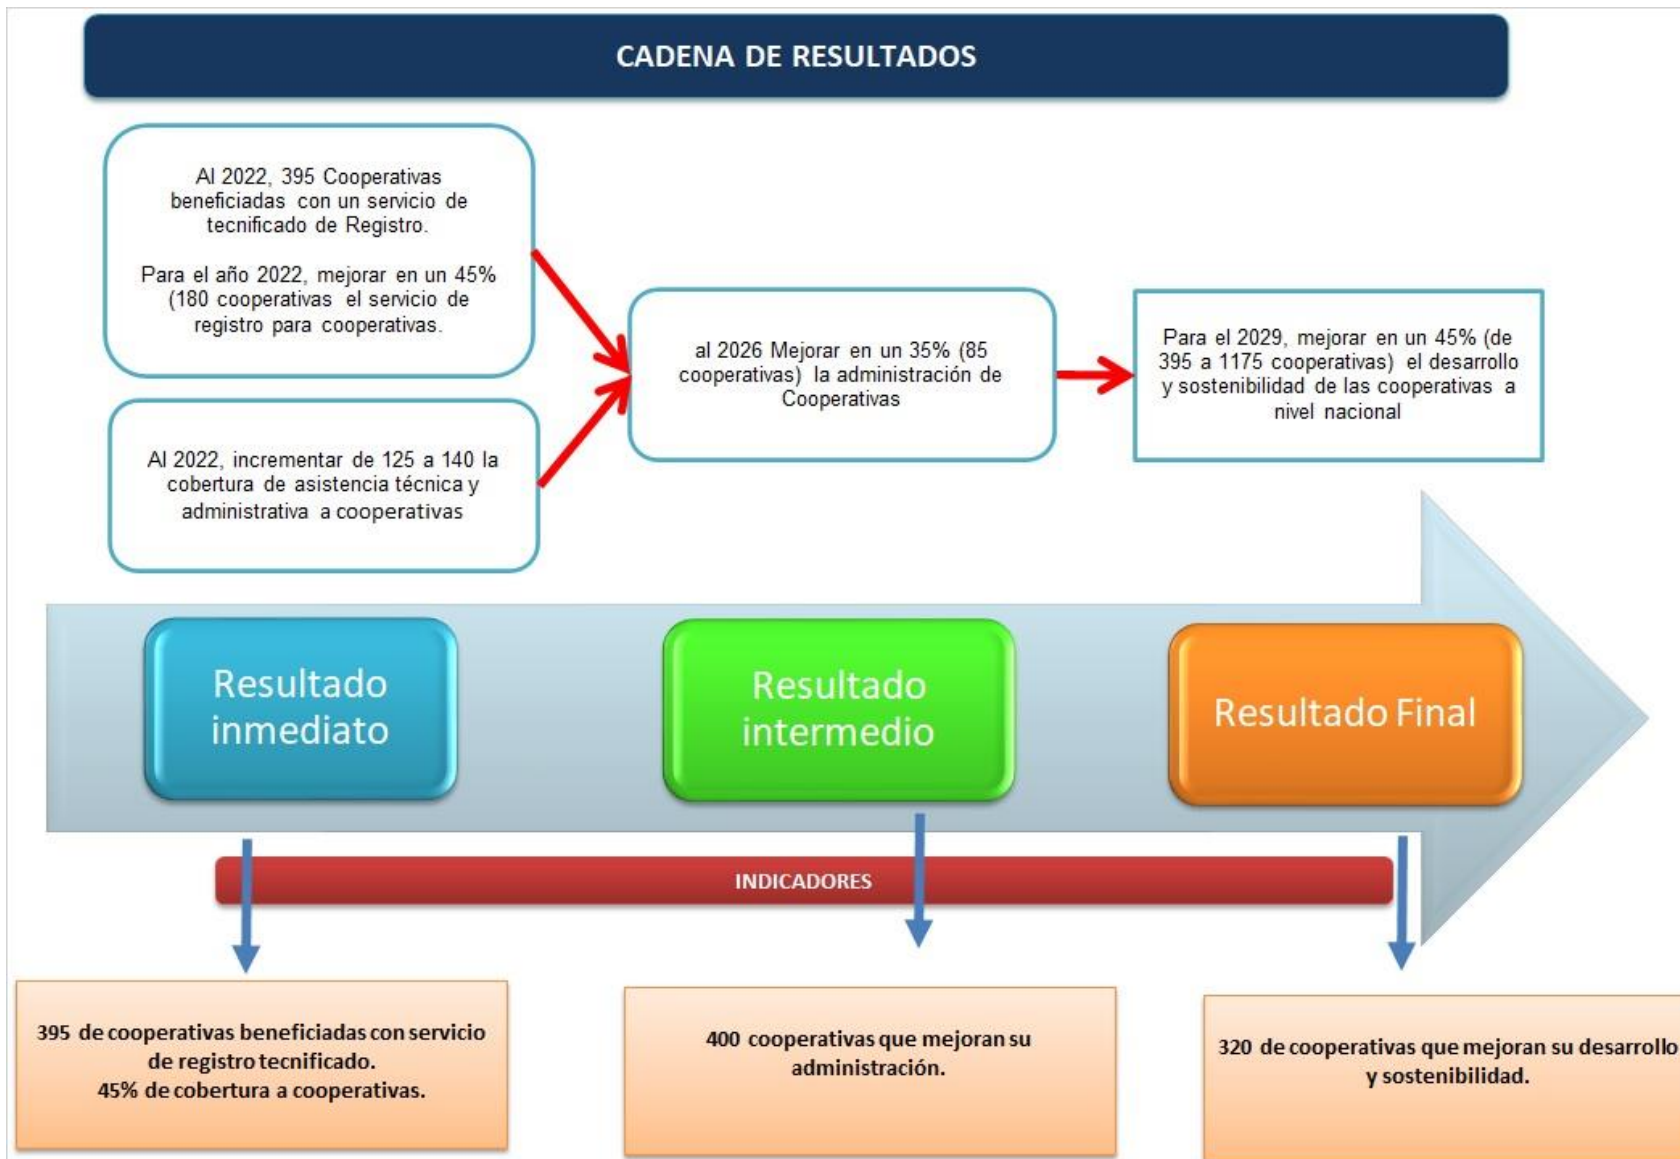 CADENA DE RESULTADOS
Al 2022, 395 Cooperativas
beneficiadas con un servicio de
tecnificado de Registro.
Para el año 2022, mejorar en un 45%
(180 cooperativas el servicio de
registro para cooperativas.
Al 2022, incrementar de 125 a 140 la
cobertura de asistencia técnica y
administrativa a cooperativas
al 2026 Mejorar en un 35% (85
cooperativas) la administración de
Cooperativas
Para el 2029, mejorar en un 45% (de
395 a 1175 cooperativas) el desarrollo
y sostenibilidad de las cooperativas a
nivel nacional
Resultado
inmediato
Resultado
intermedio
Resultado Final
INDICADORES
395 de cooperativas beneficiadas con servicio
de registro tecnificado.
45% de cobertura a cooperativas.
400 cooperativas que mejoran su
administración.
320 de cooperativas que mejoran su desarrollo
y sostenibilidad.